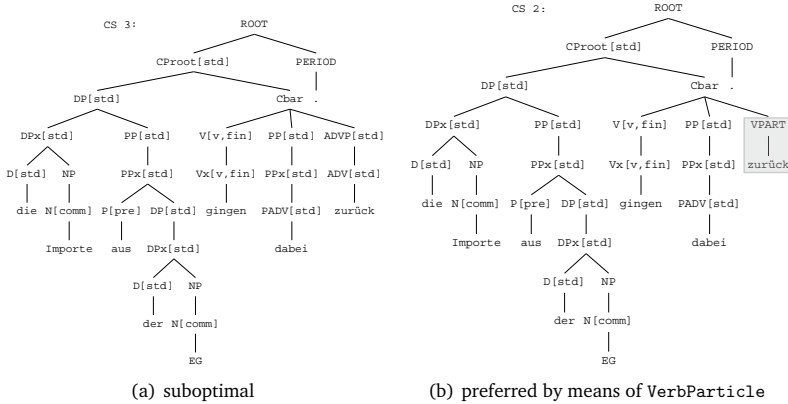 CS 3: ROOT
CProot[std] PERIOD
DP[std] Cbar .
DPx[std] PP[std] V[v,fin] PP[std] ADVP[std]
D[std] NP PPx[std] Vx[v,fin] PPx[std] ADV[std]
die N[comm] P[pre] DP[std] gingen PADV[std] zurück
Importe aus DPx[std] dabei
D[std] NP
der N[comm]
EG
(a) suboptimal
CS 2: ROOT
CProot[std] PERIOD
DP[std] Cbar .
DPx[std] PP[std] V[v,fin] PP[std] VPART
D[std] NP PPx[std] Vx[v,fin] PPx[std] zurück
die N[comm] P[pre] DP[std] gingen PADV[std]
Importe aus DPx[std] dabei
D[std] NP
der N[comm]
EG
(b) preferred by means of VerbParticle